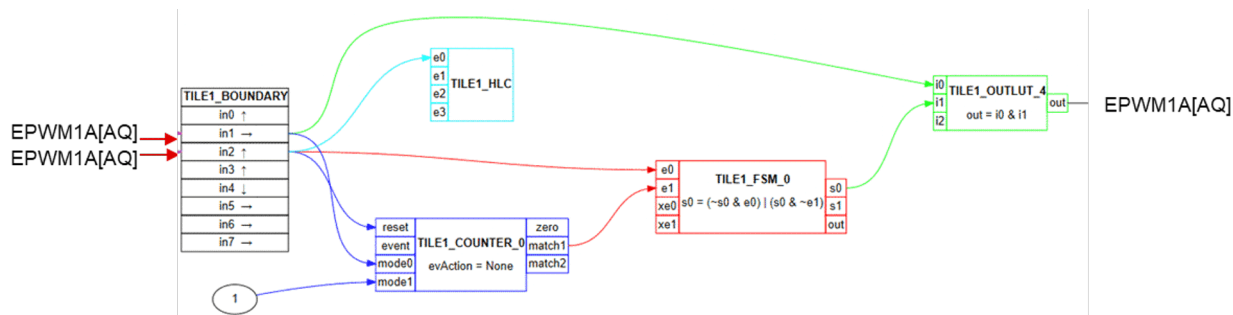 EPWM1A[AQ]
EPWM1A[AQ]
TILE1_BOUNDARY
in0 ↑
in1 →
in2 ↑
in3 ↑
in4 ↓
in5 →
in6 →
in7 →
e0
e1
e2
e3
TILE1_HLC
reset
event
mode0
mode1
TILE1_COUNTER_0
evAction = None
zero
match1
match2
1
e0
e1
xe0
xe1
TILE1_FSM_0
s0 = (~s0 & e0) | (s0 & ~e1)
s0
s1
out
i0
i1
i2
TILE1_OUTLUT_4
out = i0 & i1
out
EPWM1A[AQ]